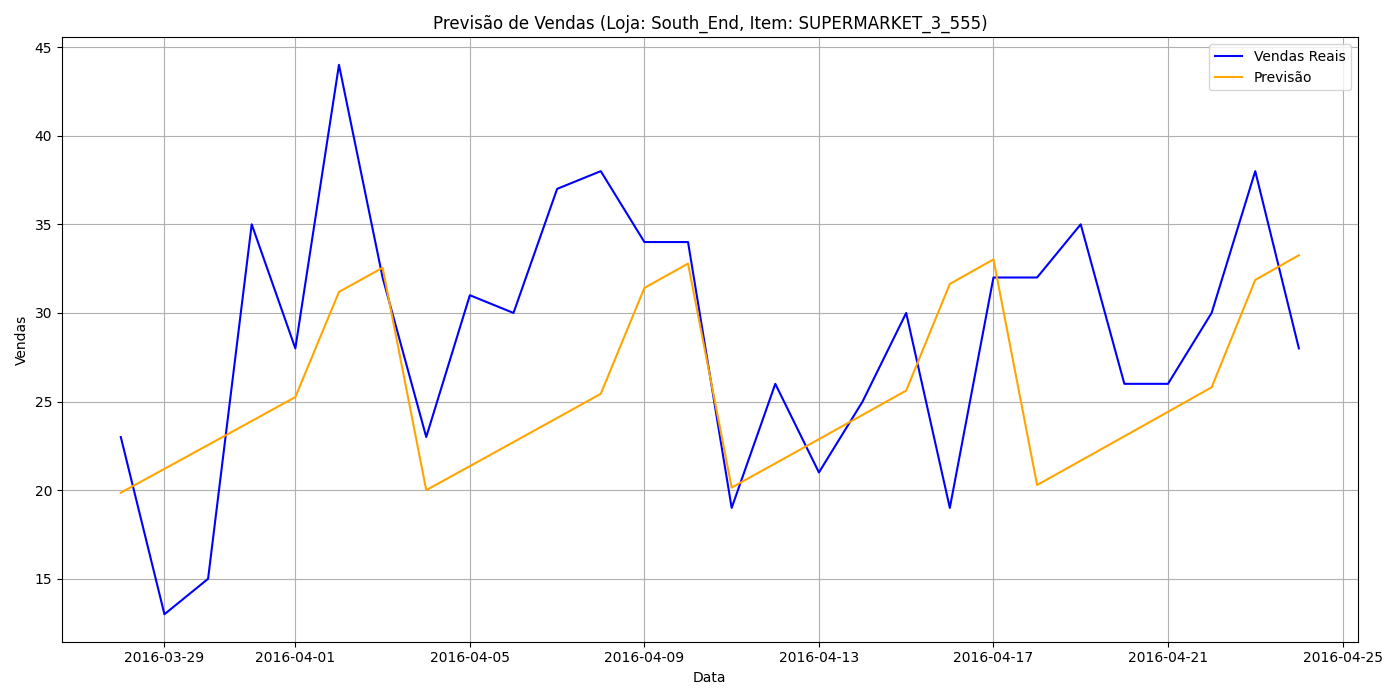 Previsão de Vendas (Loja: South_End, Item: SUPERMARKET_3_555)
Vendas Reais
Previsão
45
40
35
30
25
20
15
Vendas
2016-03-29 2016-04-01 2016-04-05 2016-04-09 2016-04-13 2016-04-17 2016-04-21 2016-04-25
Data